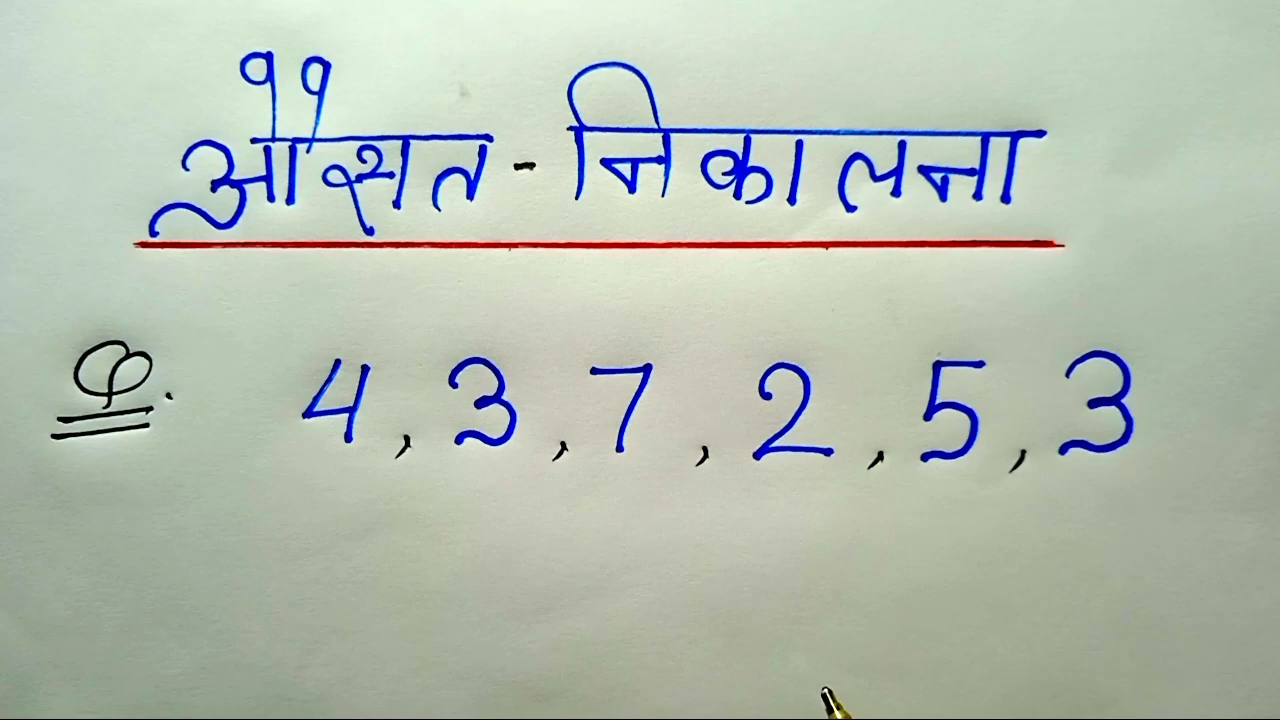 औसत - निकालना
Q. 4, 3, 7, 2, 5, 3